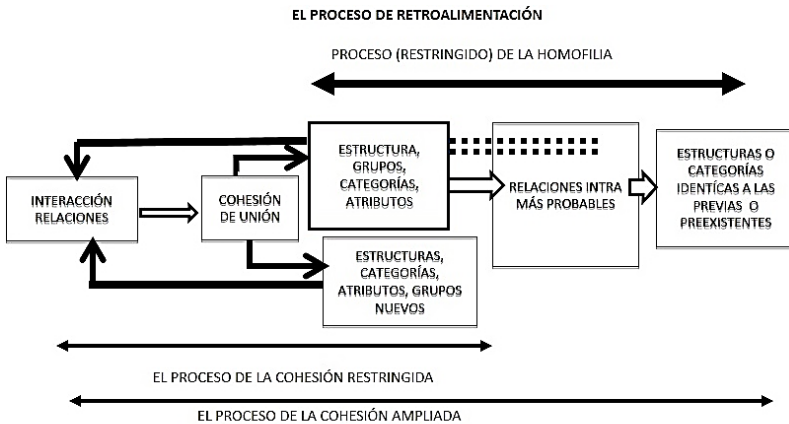 EL PROCESO DE RETROALIMENTACIÓN
PROCESO (RESTRINGIDO) DE LA HOMOFILIA
INTERACCIÓN
RELACIONES
COHESIÓN
DE UNIÓN
ESTRUCTURA,
GRUPOS,
CATEGORÍAS,
ATRIBUTOS
RELACIONES INTRA
MÁS PROBABLES
ESTRUCTURAS O
CATEGORÍAS
IDENTÍCAS A LAS
PREVIAS O
PREEXISTENTES
ESTRUCTURAS,
CATEGORÍAS,
ATRIBUTOS, GRUPOS
NUEVOS
EL PROCESO DE LA COHESIÓN RESTRINGIDA
EL PROCESO DE LA COHESIÓN AMPLIADA